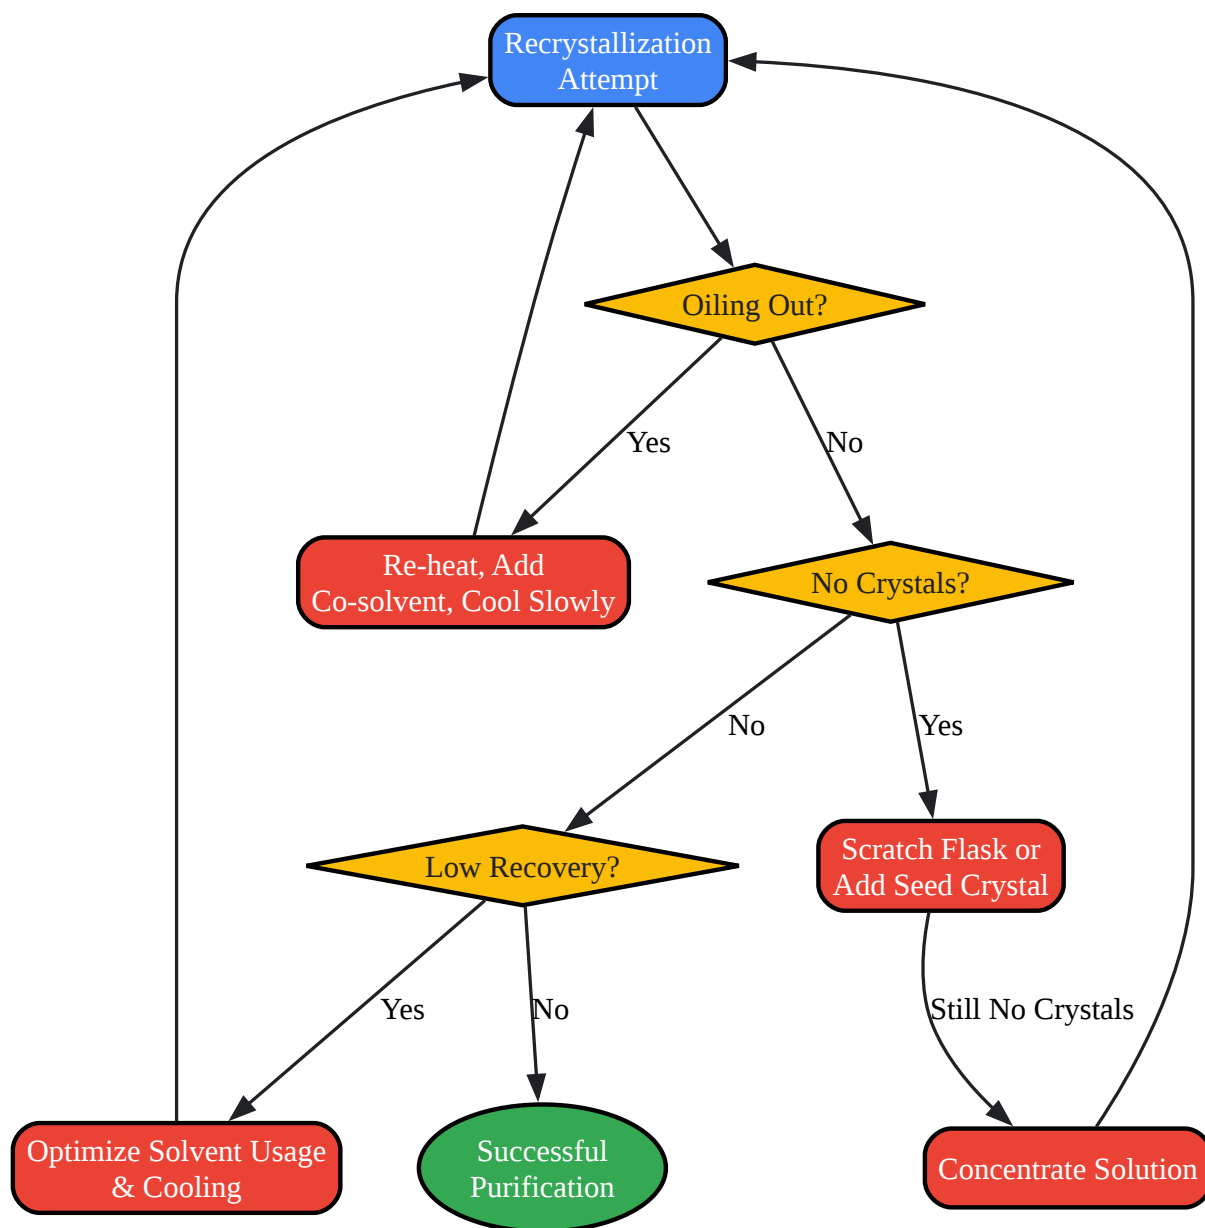 Recrystallization
Attempt
Oiling Out?
Yes
No
Re-heat, Add
Co-solvent, Cool Slowly
No Crystals?
No
Yes
Low Recovery?
Scratch Flask or
Add Seed Crystal
Yes
No
Still No Crystals
Optimize Solvent Usage
& Cooling
Successful
Purification
Concentrate Solution